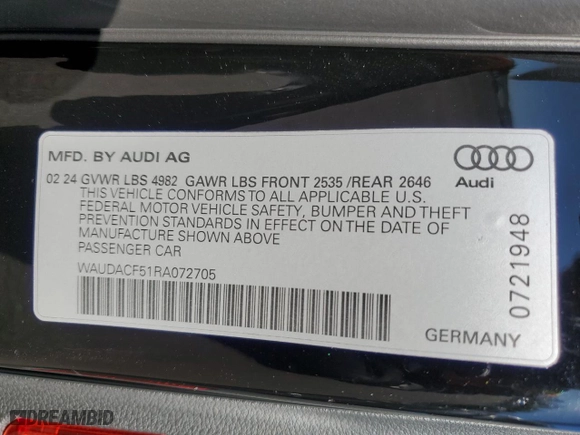 MFD. BY AUDI AG
Audi
02 24 GVWR LBS 4982 GAWR LBS FRONT 2535 /REAR 2646
THIS VEHICLE CONFORMS TO ALL APPLICABLE U.S.
FEDERAL MOTOR VEHICLE SAFETY, BUMPER AND THEFT
PREVENTION STANDARDS IN EFFECT ON THE DATE OF
MANUFACTURE SHOWN ABOVE
PASSENGER CAR
WAUDACF51RA072705
0721948
GERMANY
DREAMBID